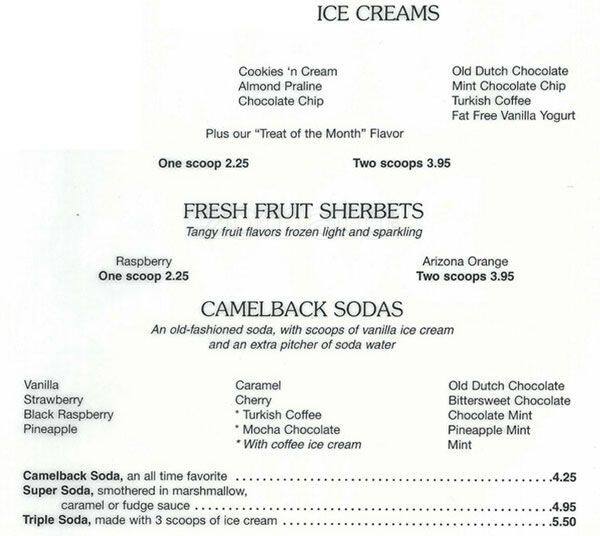 ICE CREAMS
Cookies ‘n Cream
Almond Praline
Chocolate Chip
Old Dutch Chocolate
Mint Chocolate Chip
Turkish Coffee
Fat Free Vanilla Yogurt
Plus our “Treat of the Month” Flavor
One scoop 2.25 Two scoops 3.95
FRESH FRUIT SHERBETS
Tangy fruit flavors frozen light and sparkling
Raspberry Arizona Orange
One scoop 2.25 Two scoops 3.95
CAMELBACK SODAS
An old-fashioned soda, with scoops of vanilla ice cream
and an extra pitcher of soda water
Vanilla
Strawberry
Black Raspberry
Pineapple
Caramel
Cherry
* Turkish Coffee
* Mocha Chocolate
* With coffee ice cream
Old Dutch Chocolate
Bittersweet Chocolate
Chocolate Mint
Pineapple Mint
Mint
Camelback Soda, an all time favorite ........................................4.25
Super Soda, smothered in marshmallow,
caramel or fudge sauce ........................................4.95
Triple Soda, made with 3 scoops of ice cream ........................................5.50